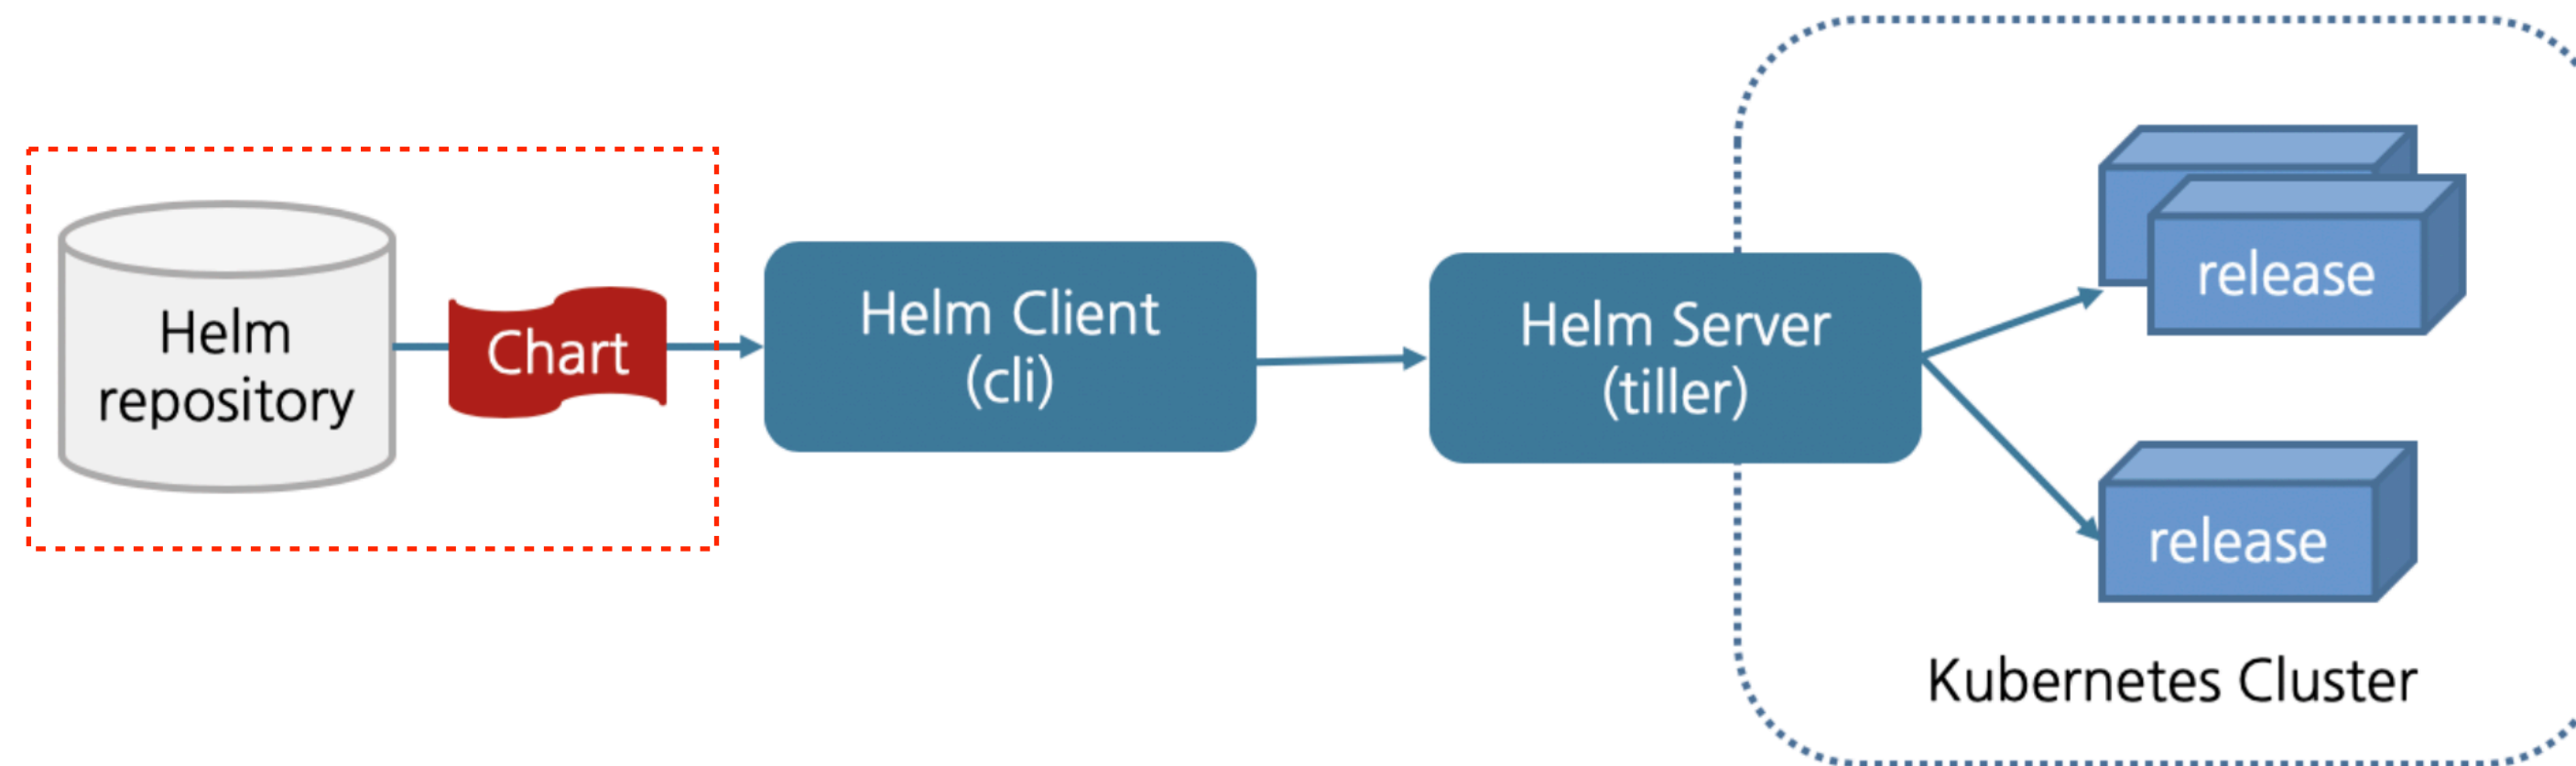 Helm
repository
Chart
Helm Client
(cli)
Helm Server
(tiller)
release
release
Kubernetes Cluster